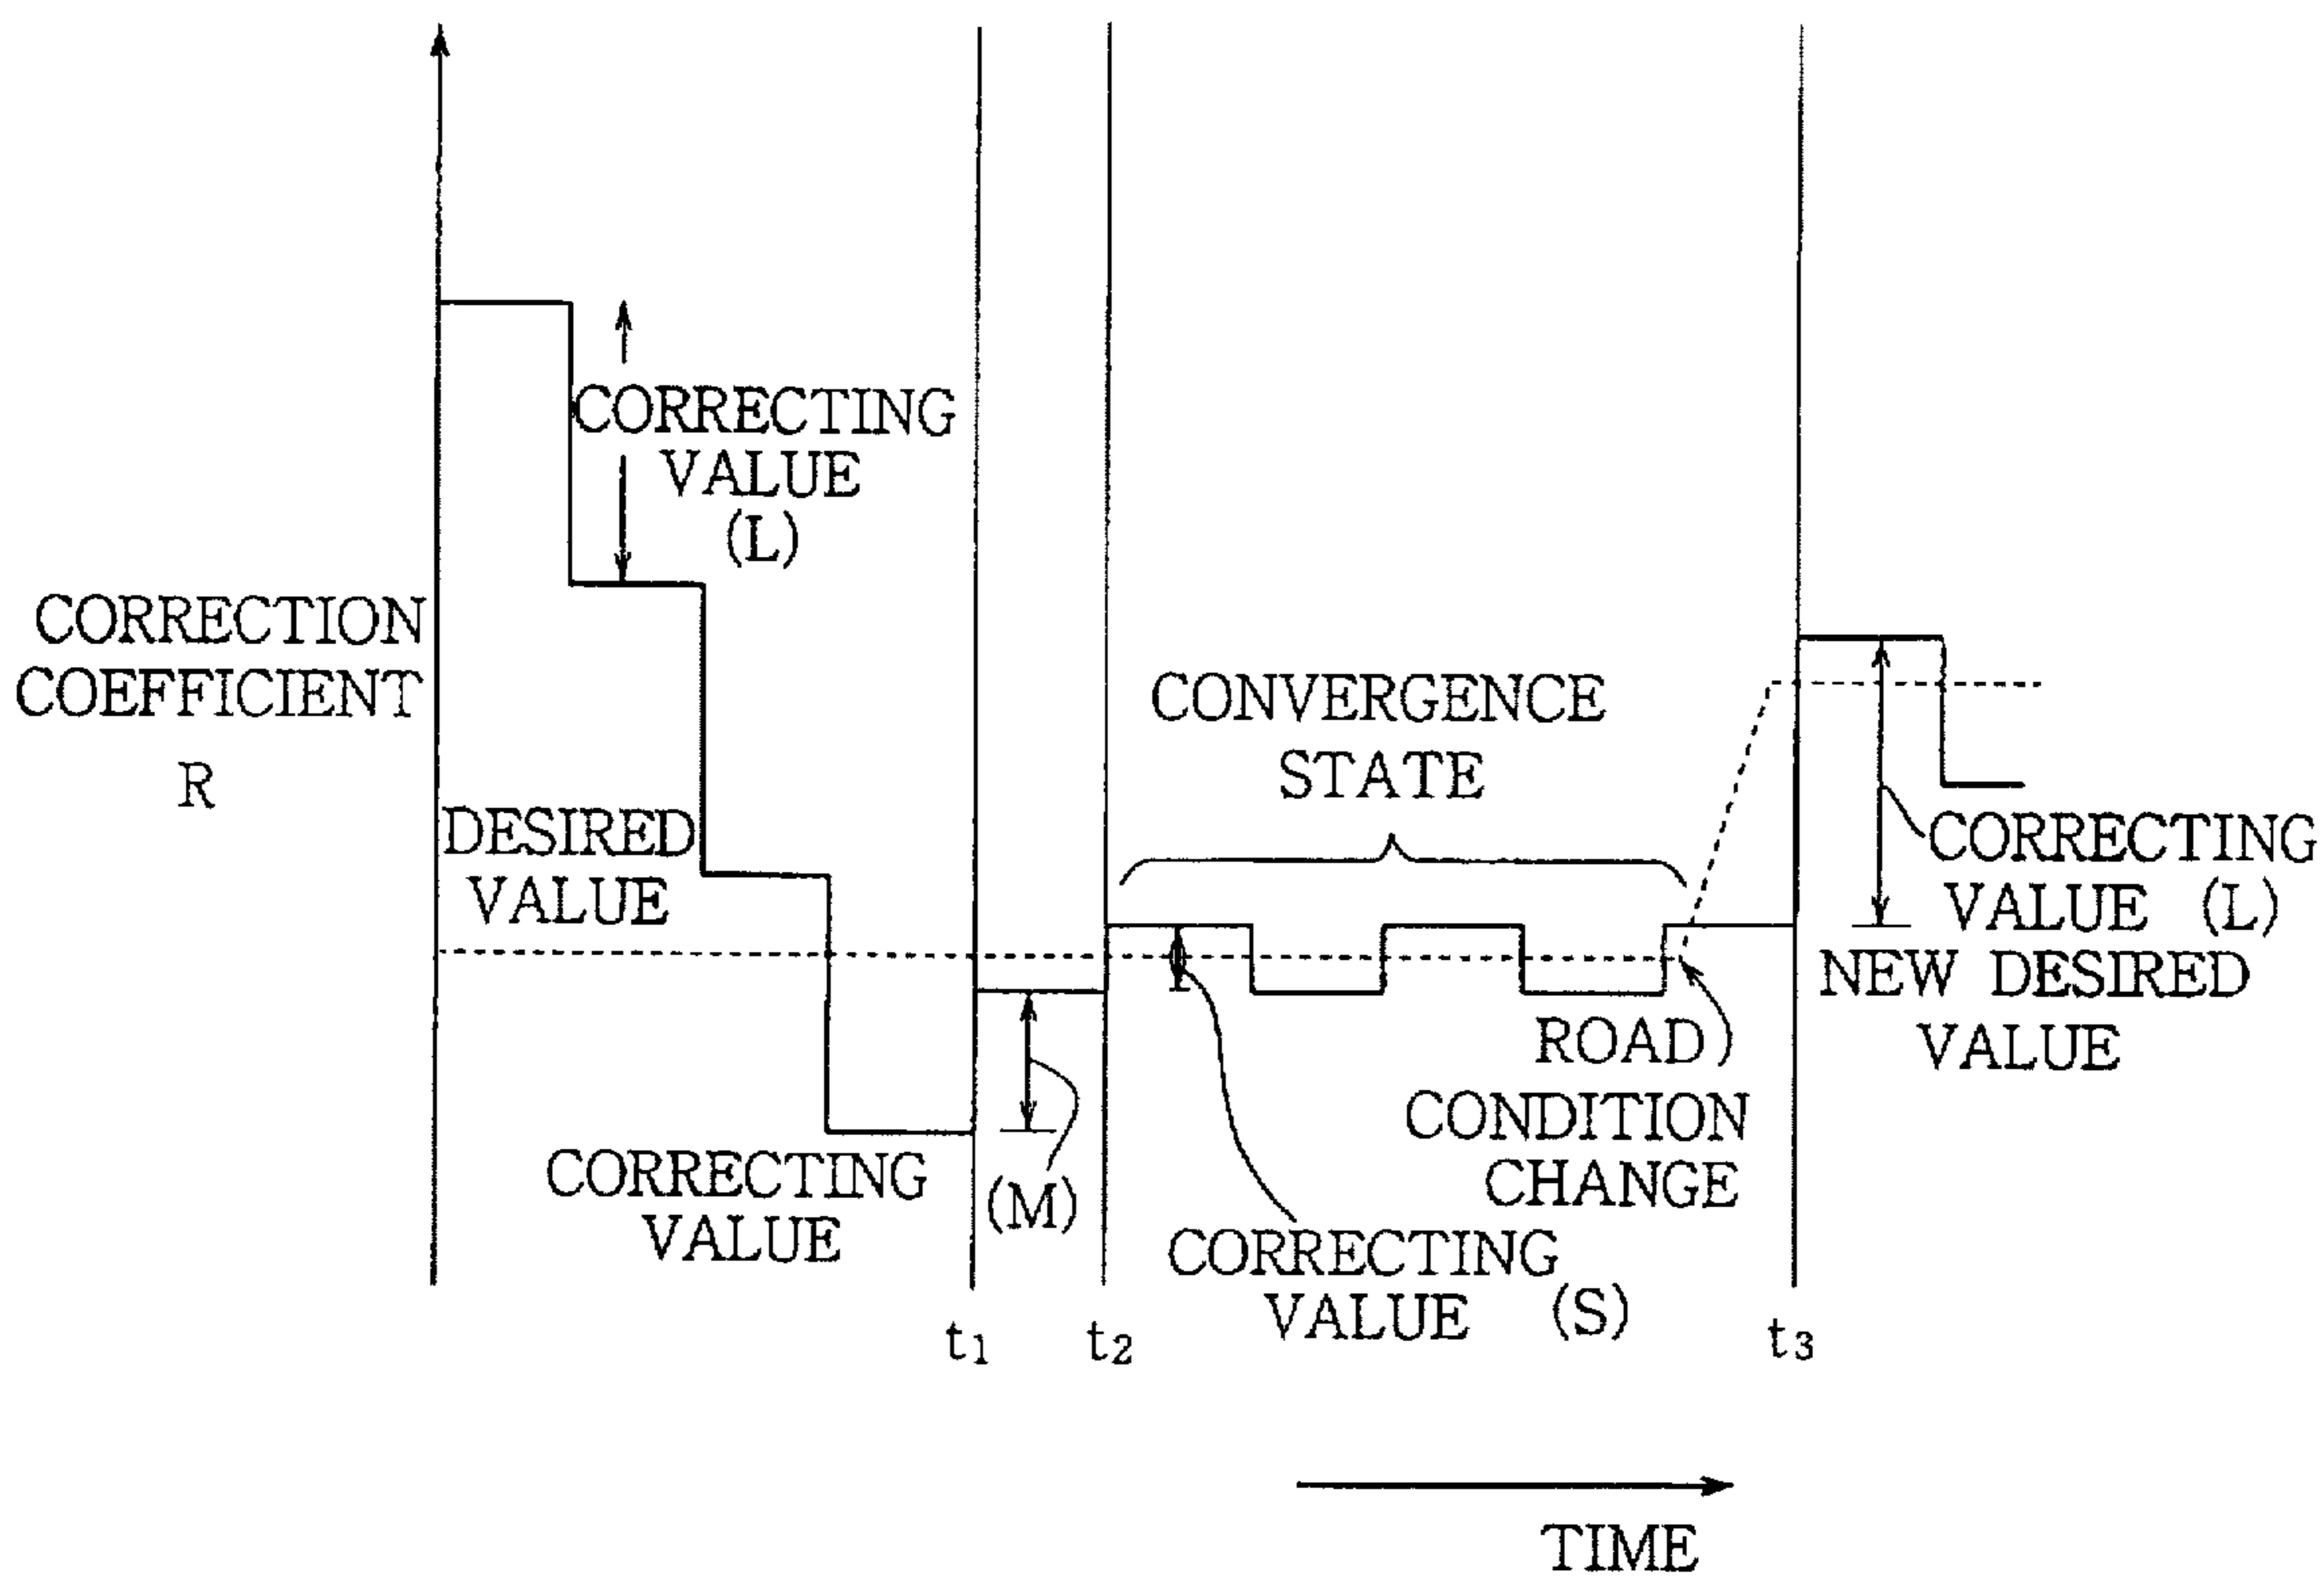 CORRECTING
VALUE
(L)
CORRECTION
COEFFICIENT
R
DESIRED
VALUE
CONVERGENCE
STATE
CORRECTING
VALUE (L)
NEW DESIRED
VALUE
ROAD
CONDITION
CHANGE
CORRECTING
VALUE
(M)
CORRECTING
VALUE (S)
t1
t2
t3
TIME